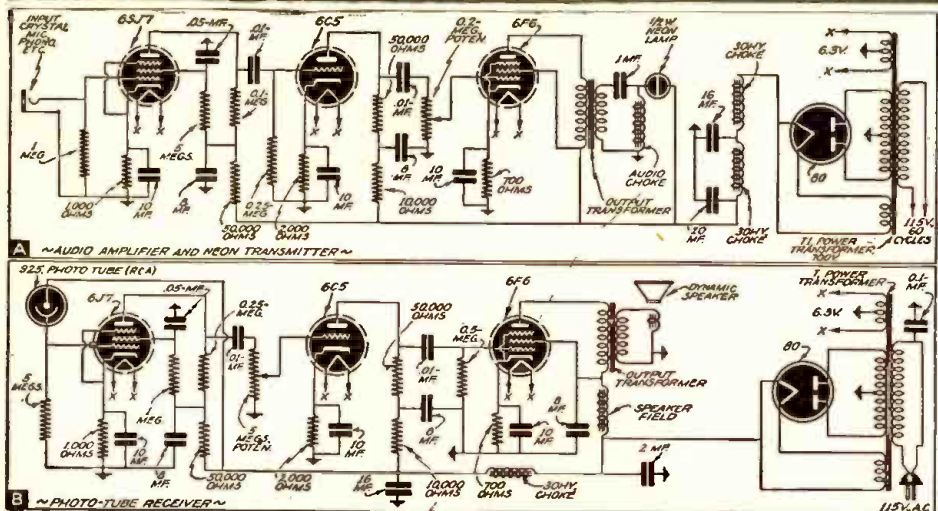 INPUT
CRYSTAL
MIC.
PHONO,
ETC.
6SJ7
.05-MF.
.01-
MF.
6C5
50,000
OHMS
0.2-
MEG.
POTEN.
6F6
1/2W.
NEON
LAMP
1 MF.
30HY.
CHOKE
X
6.3V.
X
0.1-
MEG.
.01-
MF.
16
MF.
1
MEG.
5
MEGS.
X X
X X
X X
8
MF.
10
MF.
700
OHMS
AUDIO
CHOKE
80
1,000
OHMS
10
MF.
8
MF.
0.25-
MEG.
10
MF.
10,000
OHMS
OUTPUT
TRANSFORMER
20
MF.
50,000
OHMS
2,000
OHMS
30HY.
CHOKE
T1, POWER
TRANSFORMER,
700V.
115V.
60
CYCLES
A ~AUDIO AMPLIFIER AND NEON TRANSMITTER~
925, PHOTO TUBE (RCA)
6J7
.05-MF.
0.25-
MEG.
6C5
50,000
OHMS
0.5-
MEG.
6F6
DYNAMIC
SPEAKER
T, POWER
TRANSFORMER
0.1-
MF.
X
6.3V.
X
.01-
MF.
.01
MF.
80
OUTPUT
TRANSFORMER
5
MEGS.
X X
X X
X X
1
MEG.
SPEAKER
FIELD
1,000
OHMS
10
MF.
8
MF.
5
MEGS.
POTEN.
10
MF.
8
MF.
10
MF.
8
MF.
2 MF.
50,000
OHMS
2,000
OHMS
16
MF.
10,000
OHMS
700
OHMS
30HY.
CHOKE
B ~PHOTO-TUBE RECEIVER~
115V. A.C.